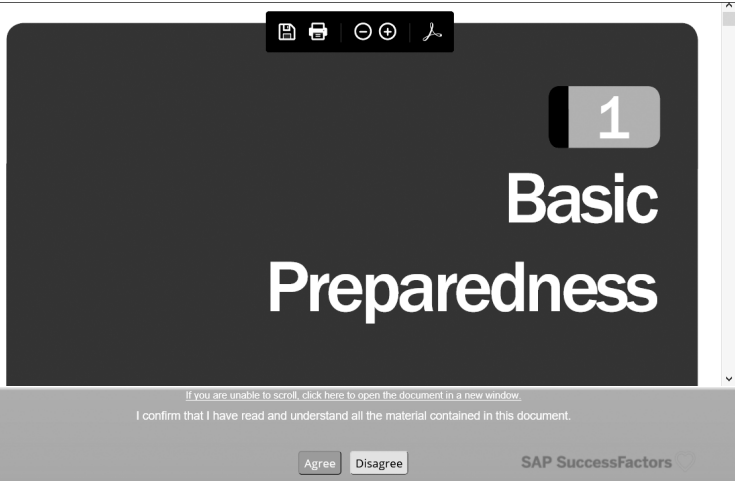 1
Basic
Preparedness
If you are unable to scroll, click here to open the document in a new window.
I confirm that I have read and understand all the material contained in this document.
Agree Disagree
SAP SuccessFactors